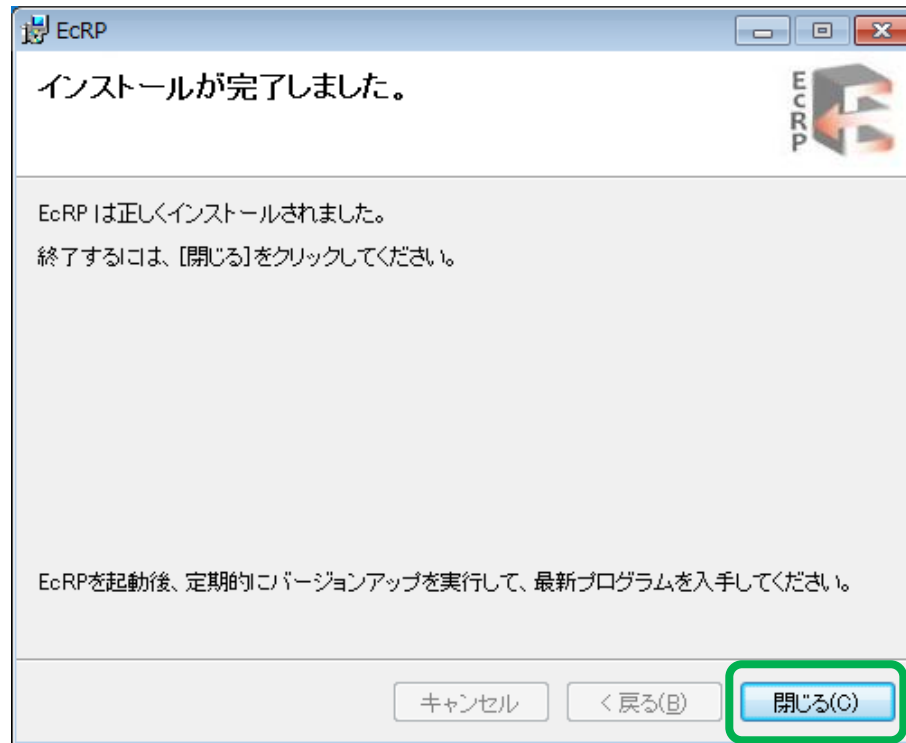 EcRP
インストールが完了しました。
EcRP
EcRP は正しくインストールされました。
終了するには、[閉じる]をクリックしてください。
EcRPを起動後、定期的にバージョンアップを実行して、最新プログラムを入手してください。
キャンセル
< 戻る(B)
閉じる(C)